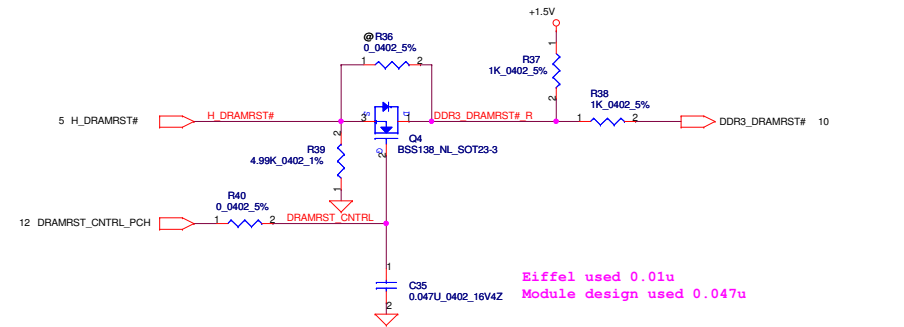 +1.5V
@R36
0_0402_5%
1 2
R37
1K_0402_5%
1
2
R38
1K_0402_5%
1 2
5 H_DRAMRST#
H_DRAMRST#
3
S
D
1
DDR3_DRAMRST#_R
DDR3_DRAMRST# 10
Q4
BSS138_NL_SOT23-3
G
2
R39
4.99K_0402_1%
2
1
R40
0_0402_5%
12 DRAMRST_CNTRL_PCH
1 2
DRAMRST_CNTRL
1
C35
0.047U_0402_16V4Z
2
Eiffel used 0.01u
Module design used 0.047u